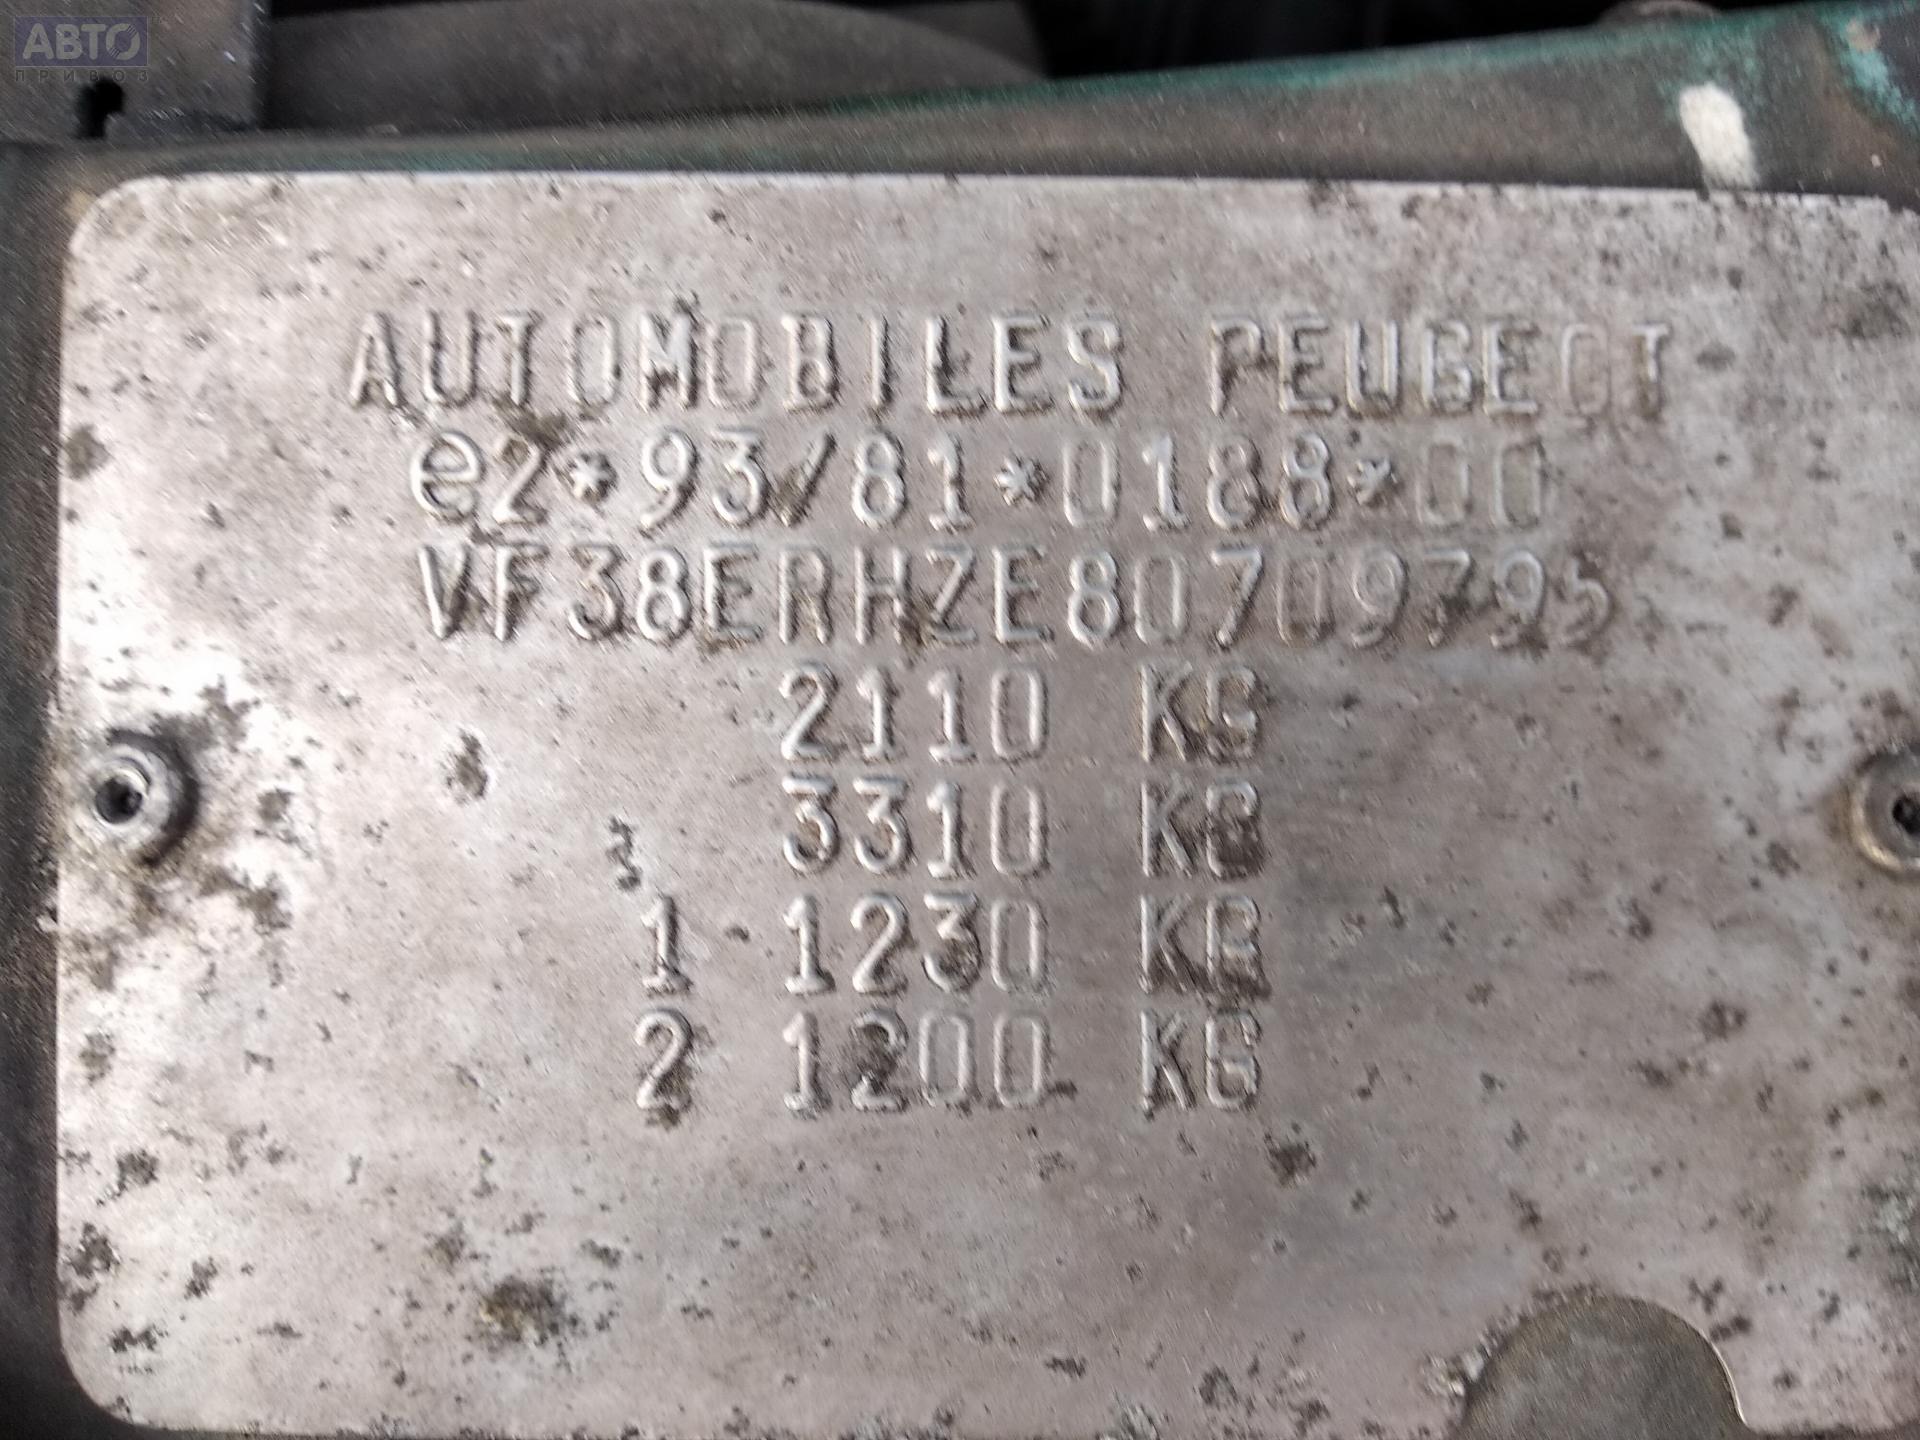 АВТО
ПРИВОЗ
AUTOMOBILES PEUGEOT
e2*93/81*0188*00
VF38ERHZE80709795
2110 KG
3310 KG
1 1230 KG
2 1200 KG